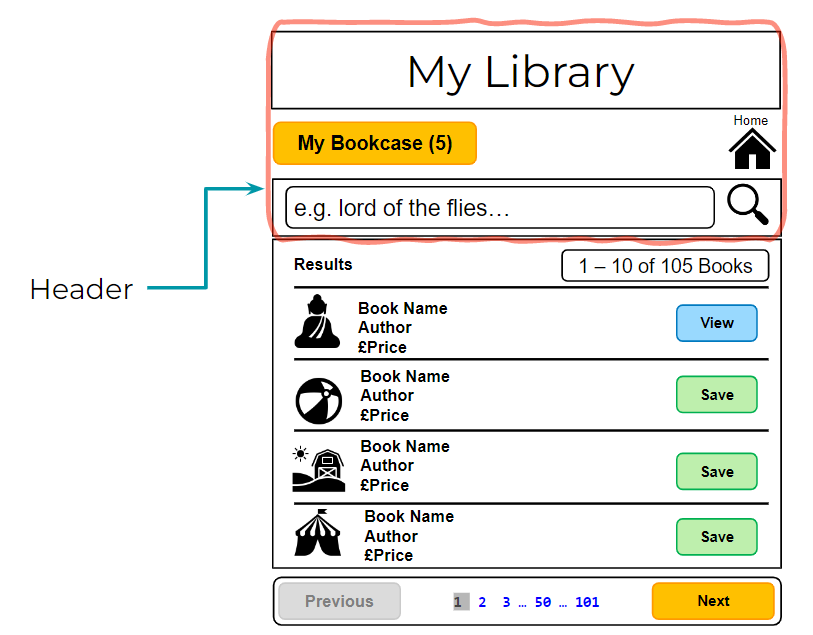 My Library
My Bookcase (5)
Home
e.g. lord of the flies…
Header
Results
1 – 10 of 105 Books
Book Name
Author
£Price
View
Book Name
Author
£Price
Save
Book Name
Author
£Price
Save
Book Name
Author
£Price
Save
Previous
1 2 3 … 50 … 101
Next